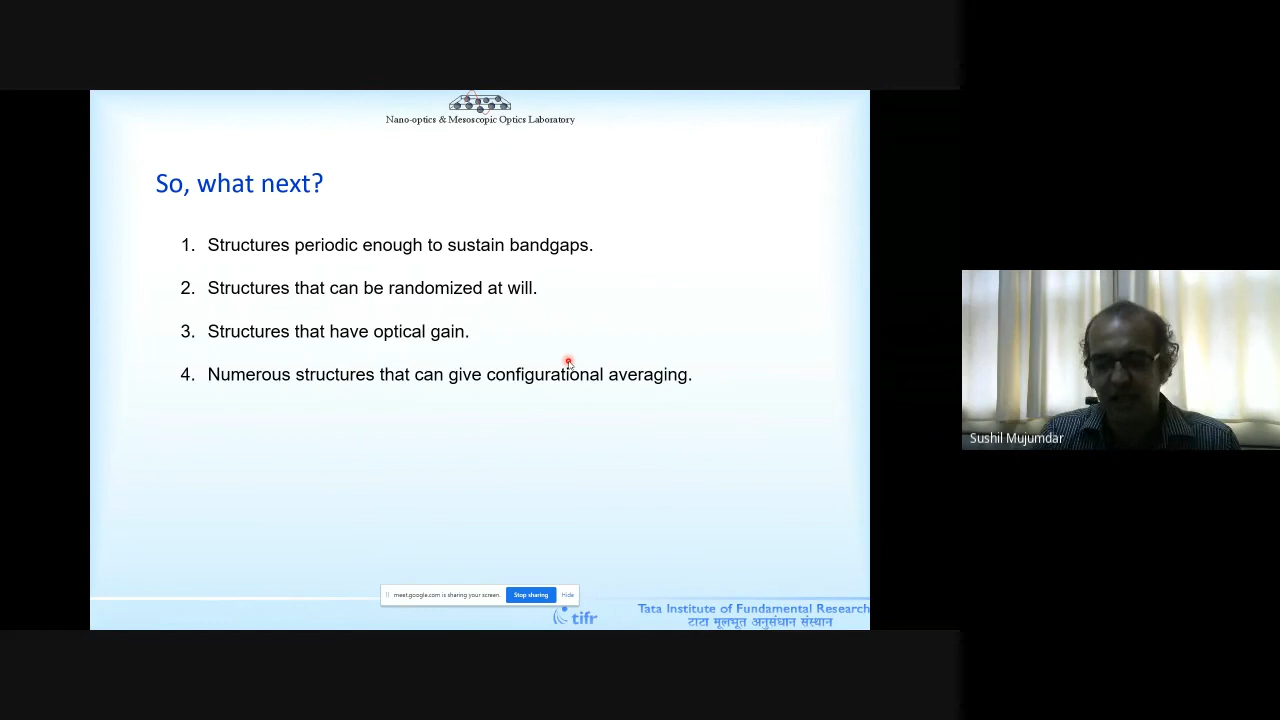 Nano-optics & Mesoscopic Optics Laboratory
So, what next?
1. Structures periodic enough to sustain bandgaps.
2. Structures that can be randomized at will.
3. Structures that have optical gain.
4. Numerous structures that can give configurational averaging.
Sushil Mujumdar
meet.google.com is sharing your screen. Stop sharing Hide
tifr
Tata Institute of Fundamental Research
टाटा मूलभूत अनुसंधान संस्थान